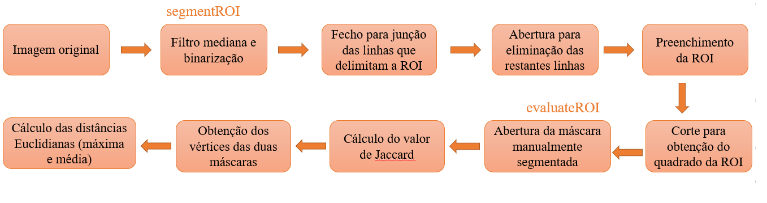 segmentROI
Imagem original
Filtro mediana e
binarização
Fecho para junção
das linhas que
delimitam a ROI
Abertura para
eliminação das
restantes linhas
Preenchimento
da ROI
evaluateROI
Corte para
obtenção do
quadrado da ROI
Abertura da máscara
manualmente
segmentada
Cálculo do valor
de Jaccard
Obtenção dos
vértices das duas
máscaras
Cálculo das distâncias
Euclidianas (máxima
e média)